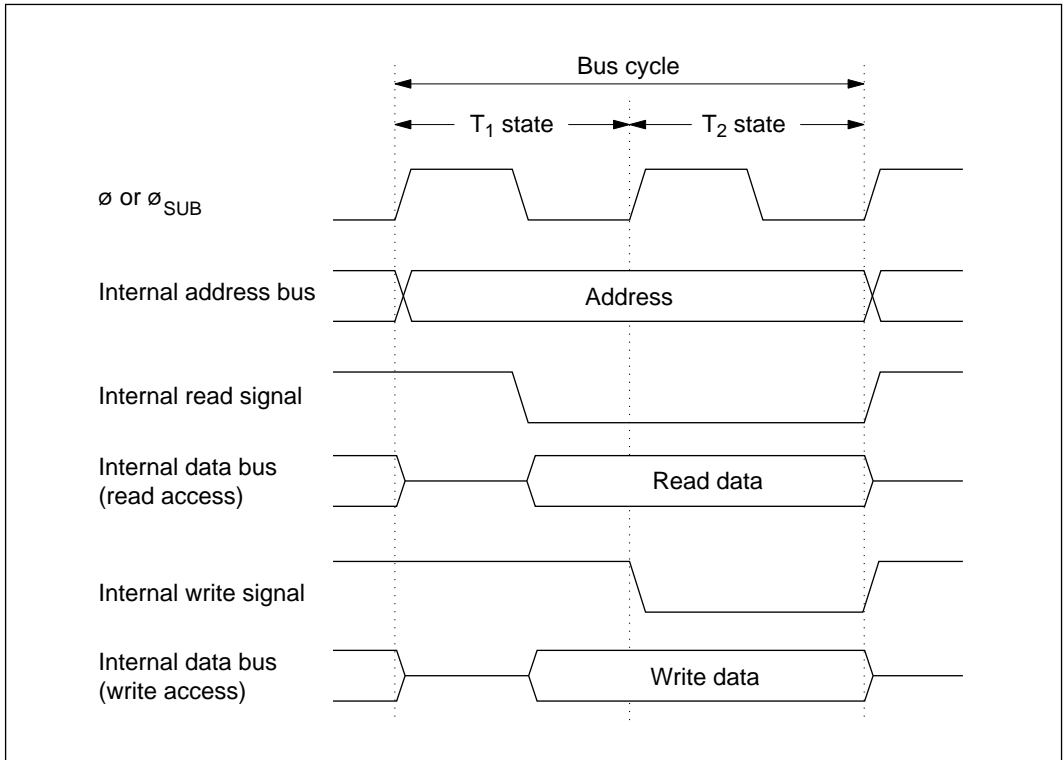 Bus cycle
T₁ state
T₂ state
ø or ø_SUB
Internal address bus
Address
Internal read signal
Internal data bus
(read access)
Read data
Internal write signal
Internal data bus
(write access)
Write data